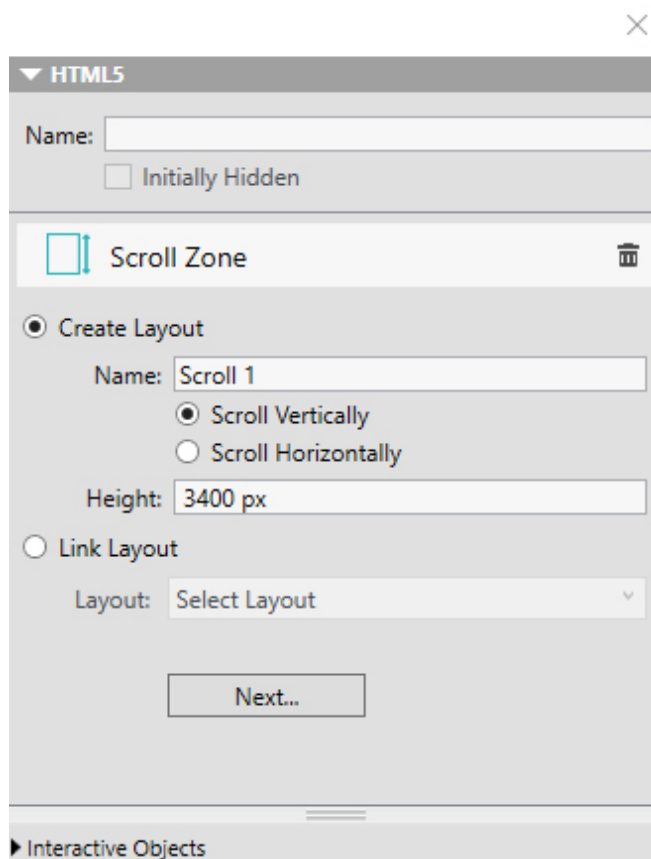 HTML5
Name:
Initially Hidden
Scroll Zone
Create Layout
Name: Scroll 1
Scroll Vertically
Scroll Horizontally
Height: 3400 px
Link Layout
Layout: Select Layout
Next...
Interactive Objects